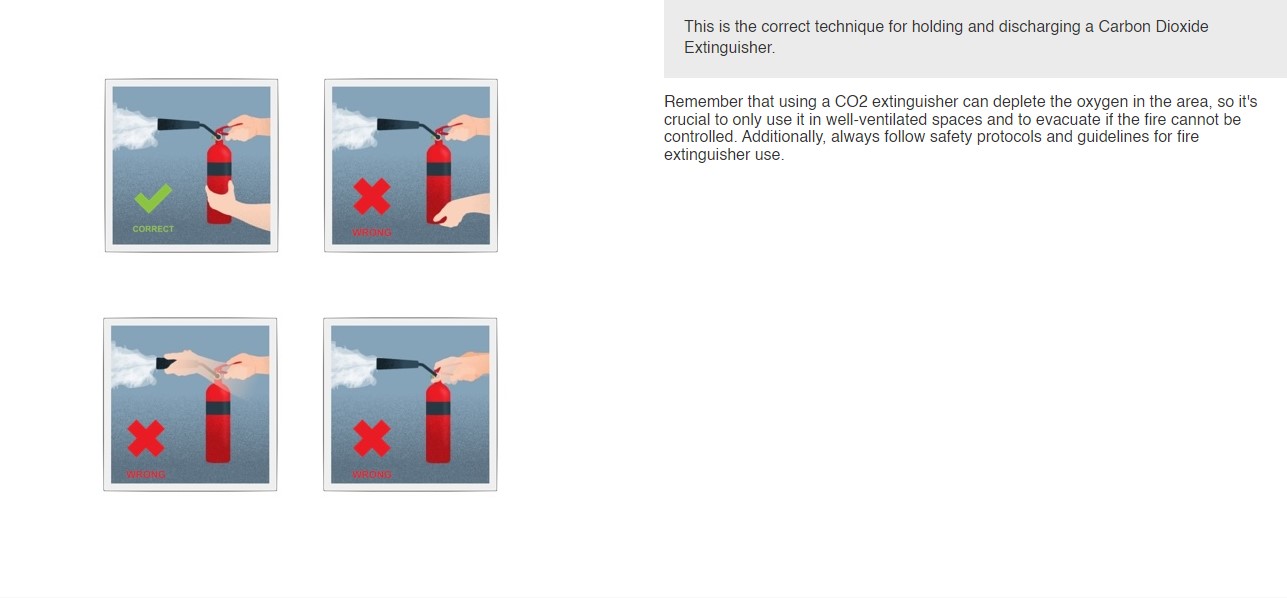 This is the correct technique for holding and discharging a Carbon Dioxide
Extinguisher.
Remember that using a CO2 extinguisher can deplete the oxygen in the area, so it's
crucial to only use it in well-ventilated spaces and to evacuate if the fire cannot be
controlled. Additionally, always follow safety protocols and guidelines for fire
extinguisher use.
CORRECT
WRONG
WRONG
WRONG